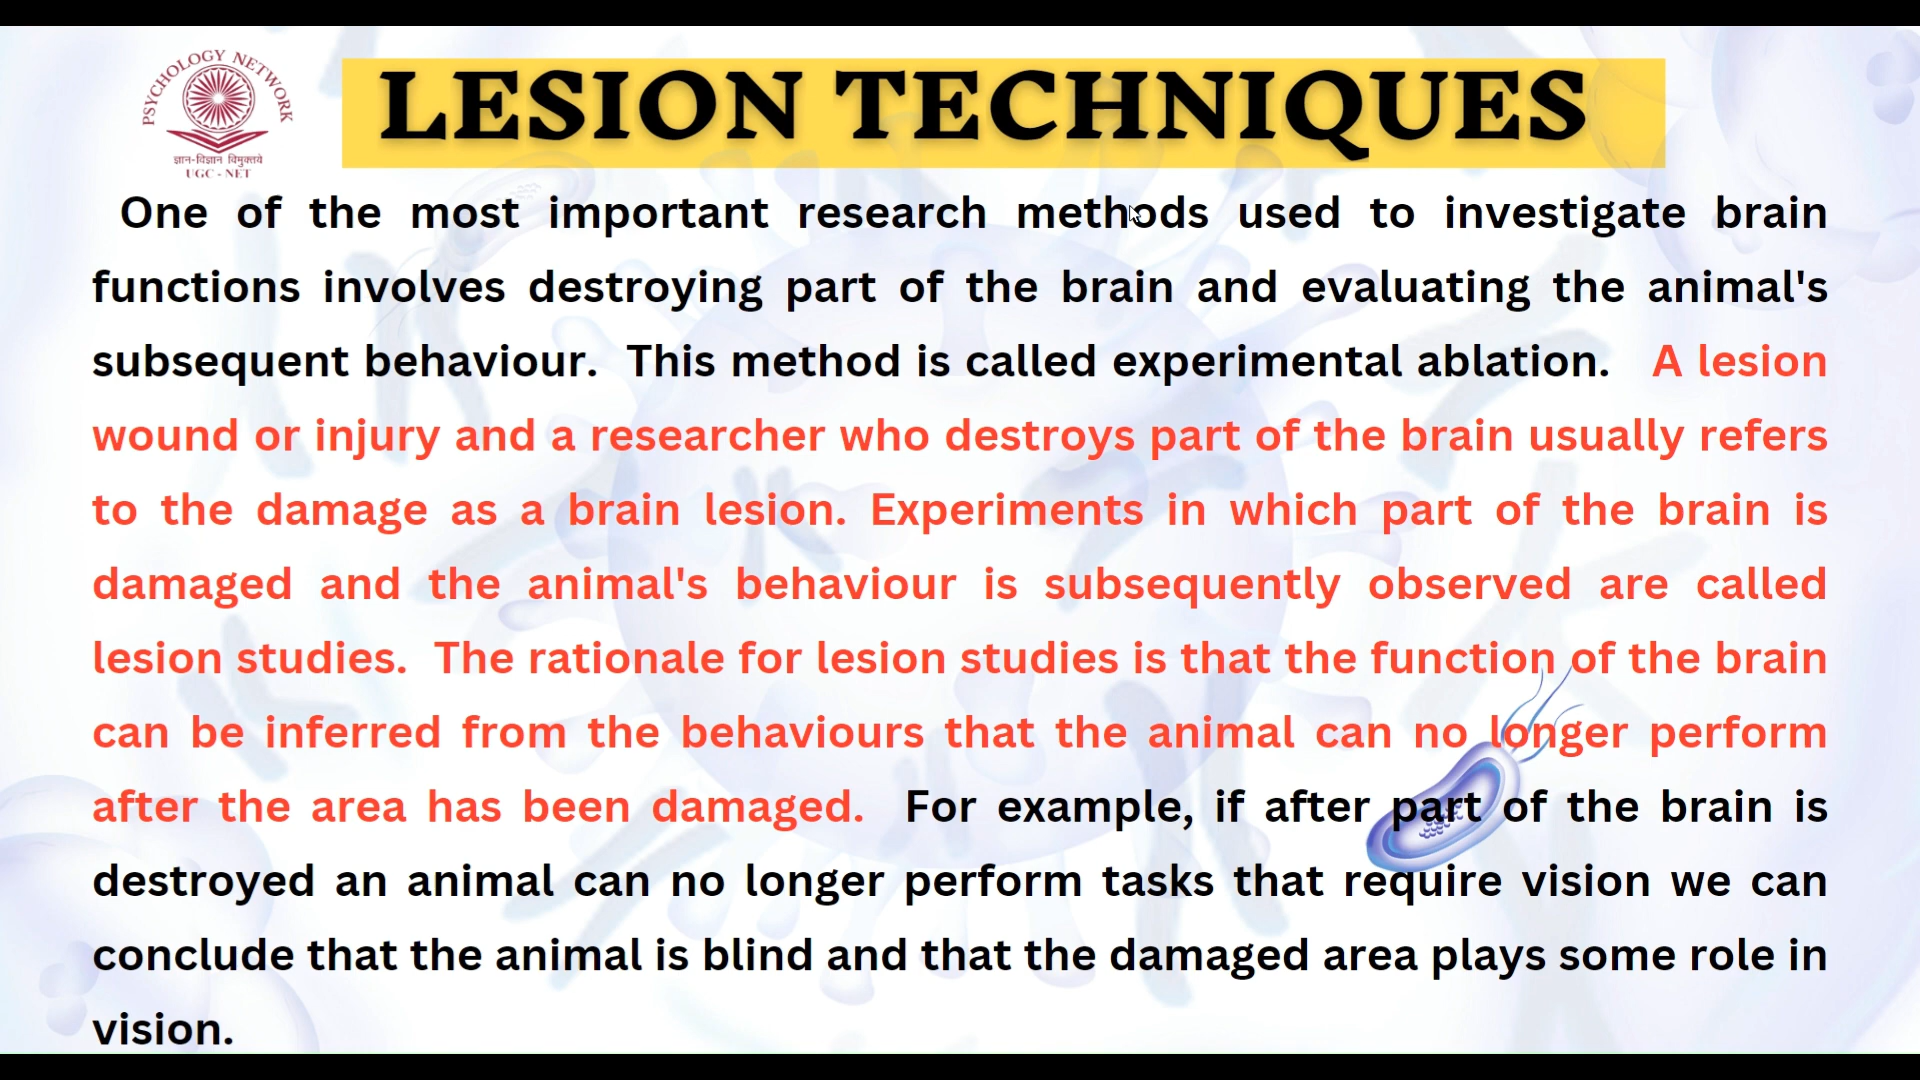 PSYCHOLOGY NETWORK
ज्ञान-विज्ञान विमुक्तये
UGC - NET
LESION TECHNIQUES
One of the most important research methods used to investigate brain
functions involves destroying part of the brain and evaluating the animal's
subsequent behaviour. This method is called experimental ablation. A lesion
wound or injury and a researcher who destroys part of the brain usually refers
to the damage as a brain lesion. Experiments in which part of the brain is
damaged and the animal's behaviour is subsequently observed are called
lesion studies. The rationale for lesion studies is that the function of the brain
can be inferred from the behaviours that the animal can no longer perform
after the area has been damaged. For example, if after part of the brain is
destroyed an animal can no longer perform tasks that require vision we can
conclude that the animal is blind and that the damaged area plays some role in
vision.